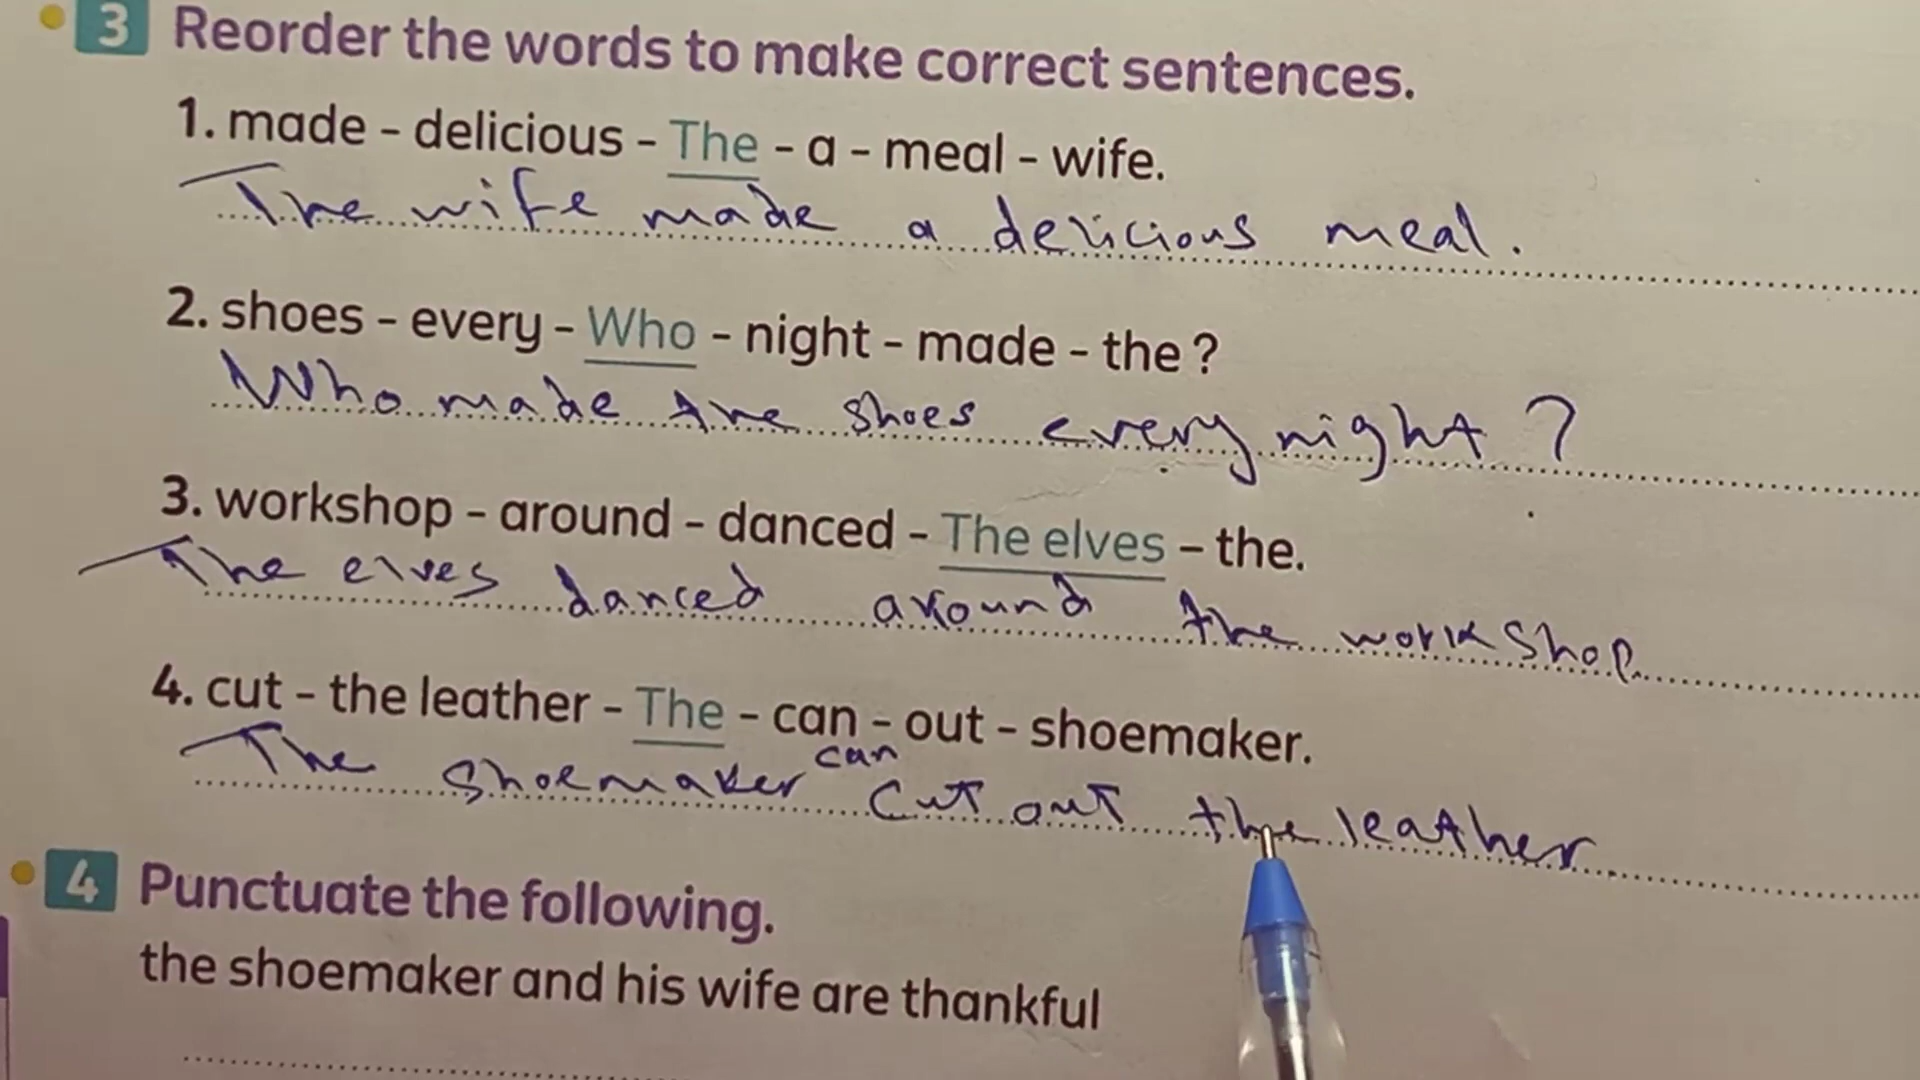 3 Reorder the words to make correct sentences.
1. made - delicious - The - a - meal - wife.
The wife made a delicious meal.
2. shoes - every - Who - night - made - the ?
Who made the shoes every night ?
3. workshop - around - danced - The elves - the.
The elves danced around the workshop.
4. cut - the leather - The - can - out - shoemaker.
can
The shoemaker cut out the leather
4 Punctuate the following.
the shoemaker and his wife are thankful